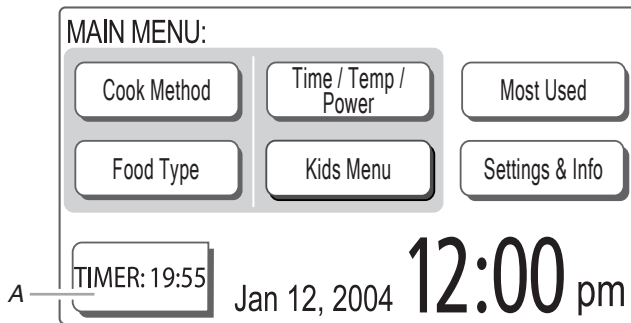 MAIN MENU:
Cook Method
Time / Temp /
Power
Most Used
Food Type
Kids Menu
Settings & Info
A
TIMER: 19:55
Jan 12, 2004 12:00 pm